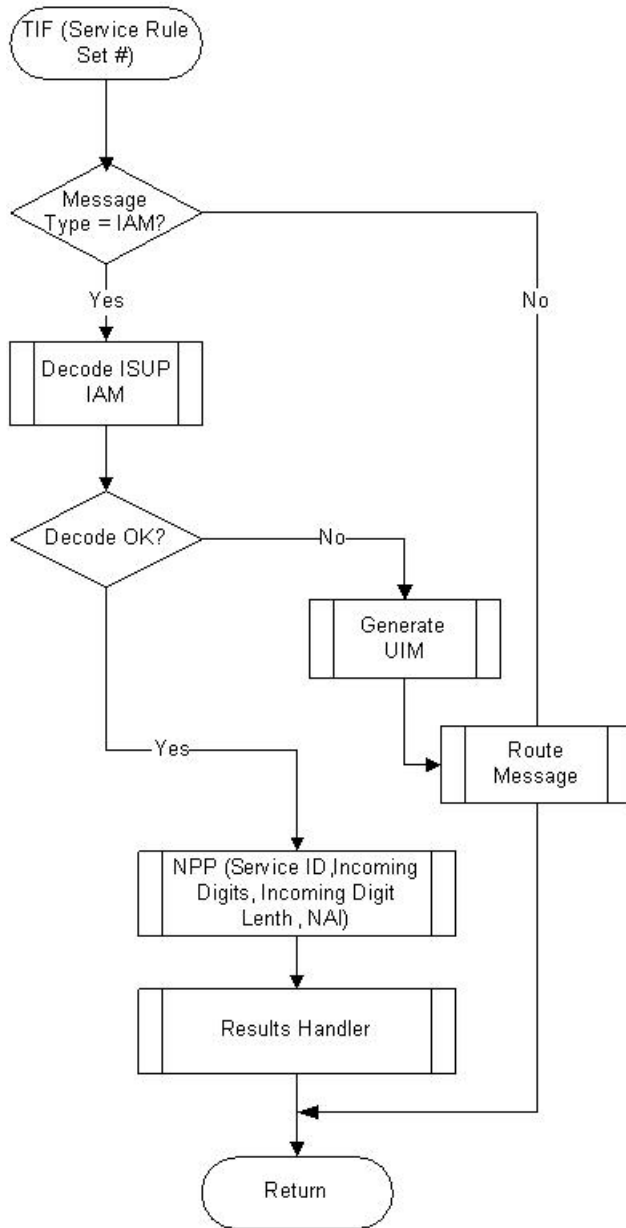 TIF (Service Rule
Set #)
Message
Type = IAM?
No
Yes
Decode ISUP
IAM
Decode OK?
No
Generate
UIM
Route
Message
Yes
NPP (Service ID ,Incoming
Digits, Incoming Digit
Lenth , NAI)
Results Handler
Return